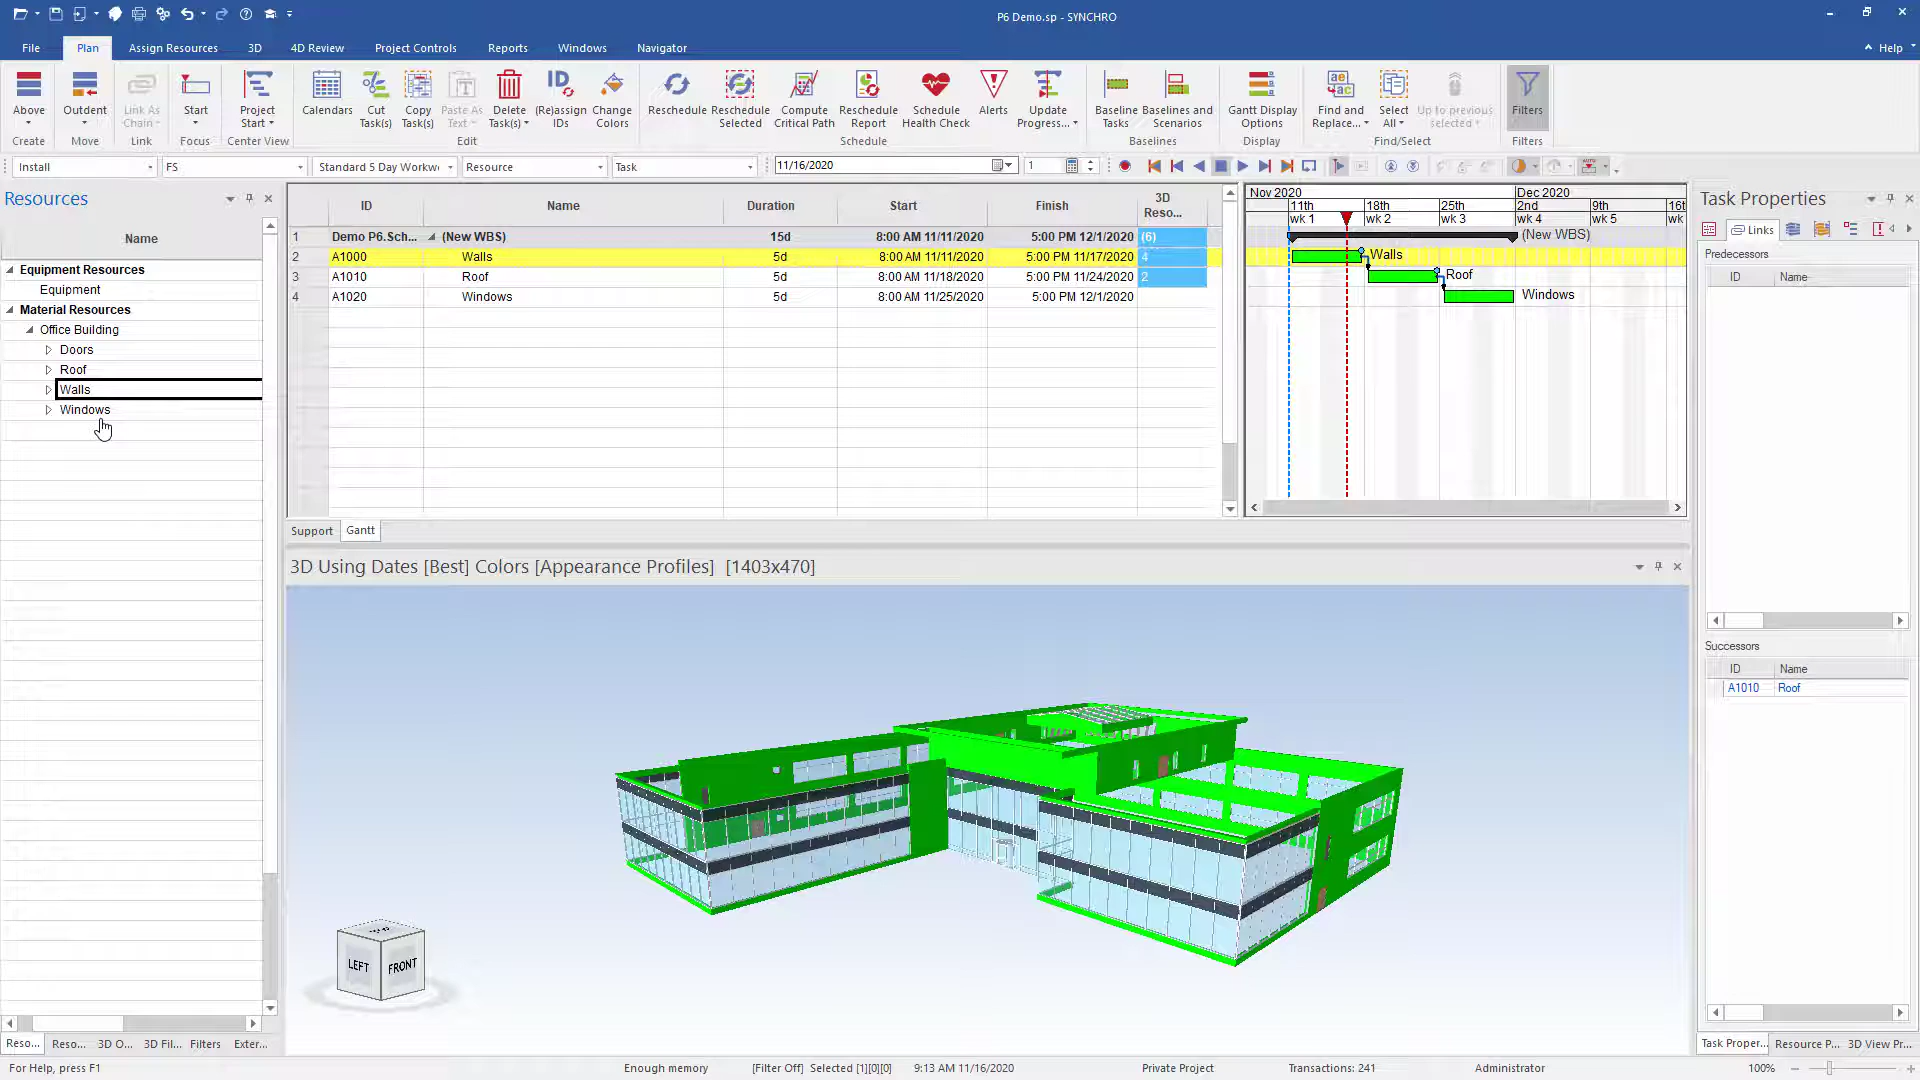 P6 Demo.sp - SYNCHRO
File Plan Assign Resources 3D 4D Review Project Controls Reports Windows Navigator Help
Above Outdent Link As Chain Start Project Start Calendars Cut Task(s) Copy Task(s) Paste As Text Delete Task(s) (Re)assign IDs Change Colors Reschedule Reschedule Selected Compute Critical Path Reschedule Report Schedule Health Check Alerts Update Progress... Baseline Tasks Baselines and Scenarios Gantt Display Options Find and Replace... Select All Up to previous selected Filters
Create Move Link Focus Center View Edit Schedule Baselines Display Find/Select Filters
Install FS Standard 5 Day Workw Resource Task 11/16/2020 1
Resources
Name
Equipment Resources
Equipment
Material Resources
Office Building
Doors
Roof
Walls
Windows
Reso... Reso... 3D O... 3D Fil... Filters Exter...
ID Name Duration Start Finish 3D Reso...
1 Demo P6.Sch... (New WBS) 15d 8:00 AM 11/11/2020 5:00 PM 12/1/2020 (6)
2 A1000 Walls 5d 8:00 AM 11/11/2020 5:00 PM 11/17/2020 4
3 A1010 Roof 5d 8:00 AM 11/18/2020 5:00 PM 11/24/2020 2
4 A1020 Windows 5d 8:00 AM 11/25/2020 5:00 PM 12/1/2020
Support Gantt
Nov 2020 Dec 2020
11th 18th 25th 2nd 9th 16t
wk 1 wk 2 wk 3 wk 4 wk 5 wk
(New WBS)
Walls
Roof
Windows
3D Using Dates [Best] Colors [Appearance Profiles] [1403x470]
LEFT FRONT
Task Properties
Links
Predecessors
ID Name
Successors
ID Name
A1010 Roof
Task Proper... Resource P... 3D View Pr...
For Help, press F1 Enough memory [Filter Off] Selected [1][0][0] 9:13 AM 11/16/2020 Private Project Transactions: 241 Administrator 100%